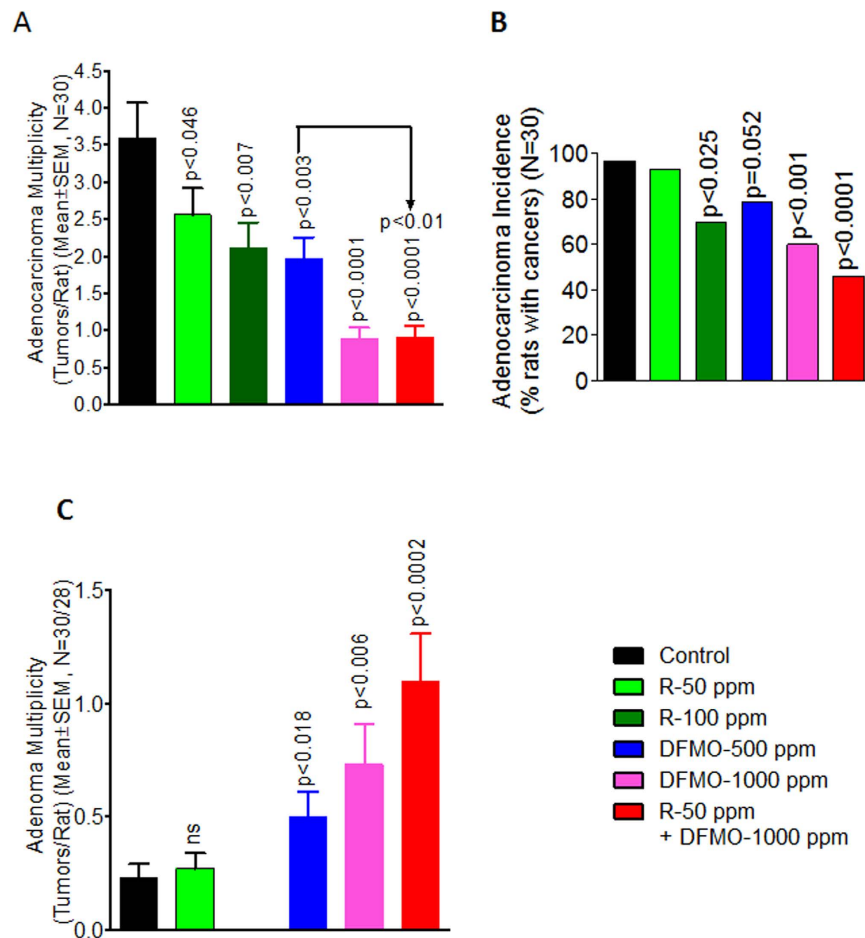 A
Adenocarcinoma Multiplicity
(Tumors/Rat) (Mean±SEM, N=30)
4.5
4.0
3.5
3.0
2.5
2.0
1.5
1.0
0.5
0.0
p<0.046
p<0.007
p<0.003
p<0.0001
p<0.01
p<0.0001
B
Adenocarcinoma Incidence
(% rats with cancers) (N=30)
100
80
60
40
20
0
p<0.025
p=0.052
p<0.001
p<0.0001
C
Adenoma Multiplicity
(Tumors/Rat) (Mean±SEM, N=30/28)
1.5
1.0
0.5
0.0
ns
p<0.018
p<0.006
p<0.0002
Control
R-50 ppm
R-100 ppm
DFMO-500 ppm
DFMO-1000 ppm
R-50 ppm
+ DFMO-1000 ppm